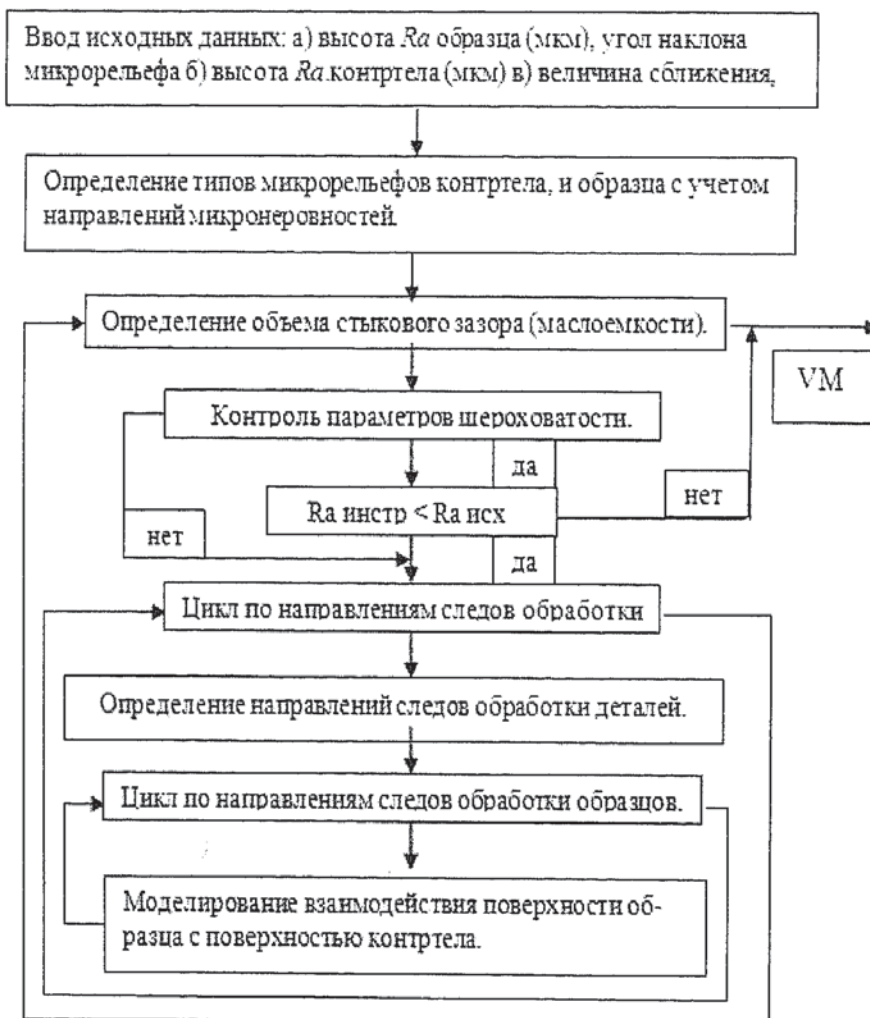 Ввод исходных данных: а) высота Ra образца (мкм), угол наклона
микрорельефа б) высота Ra.контртела (мкм) в) величина сближения,
Определение типов микрорельефов контртела, и образца с учетом
направлений микронеровностей.
Определение объема стыкового зазора (маслоемкости).
VM
Контроль параметров шероховатости.
да
нет
Ra инстр < Ra исх
нет
да
Цикл по направлениям следов обработки
Определение направлений следов обработки деталей.
Цикл по направлениям следов обработки образцов.
Моделирование взаимодействия поверхности об-
разца с поверхностью контртела.